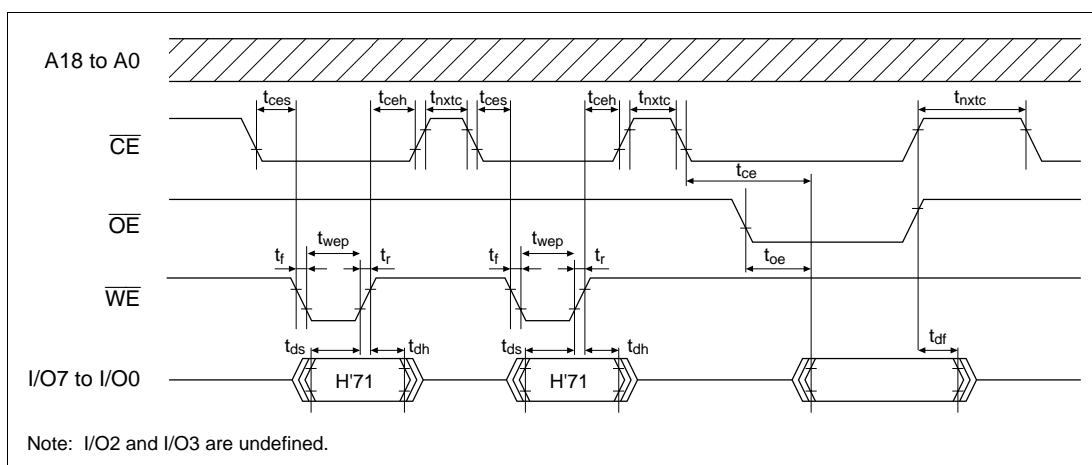 A18 to A0
tces tceh tnxtc tces tceh tnxtc tnxtc
CE
tce
OE
twep twep
tf tr tf tr toe
WE
tds tdh tds tdh tdf
I/O7 to I/O0 H'71 H'71
Note: I/O2 and I/O3 are undefined.